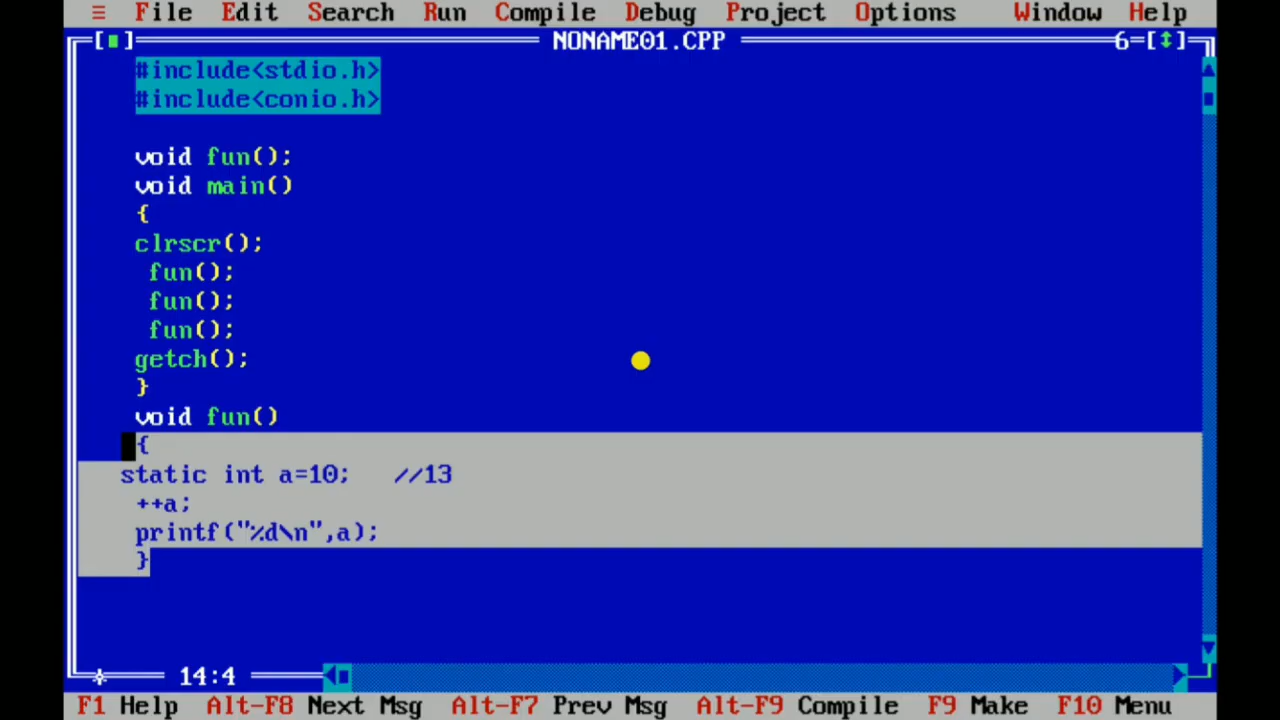 ≡ File Edit Search Run Compile Debug Project Options Window Help
NONAME01.CPP 6
#include<stdio.h>
#include<conio.h>
void fun();
void main()
{
clrscr();
fun();
fun();
fun();
getch();
}
void fun()
{
static int a=10; //13
++a;
printf("%d\n",a);
}
14:4
F1 Help Alt-F8 Next Msg Alt-F7 Prev Msg Alt-F9 Compile F9 Make F10 Menu